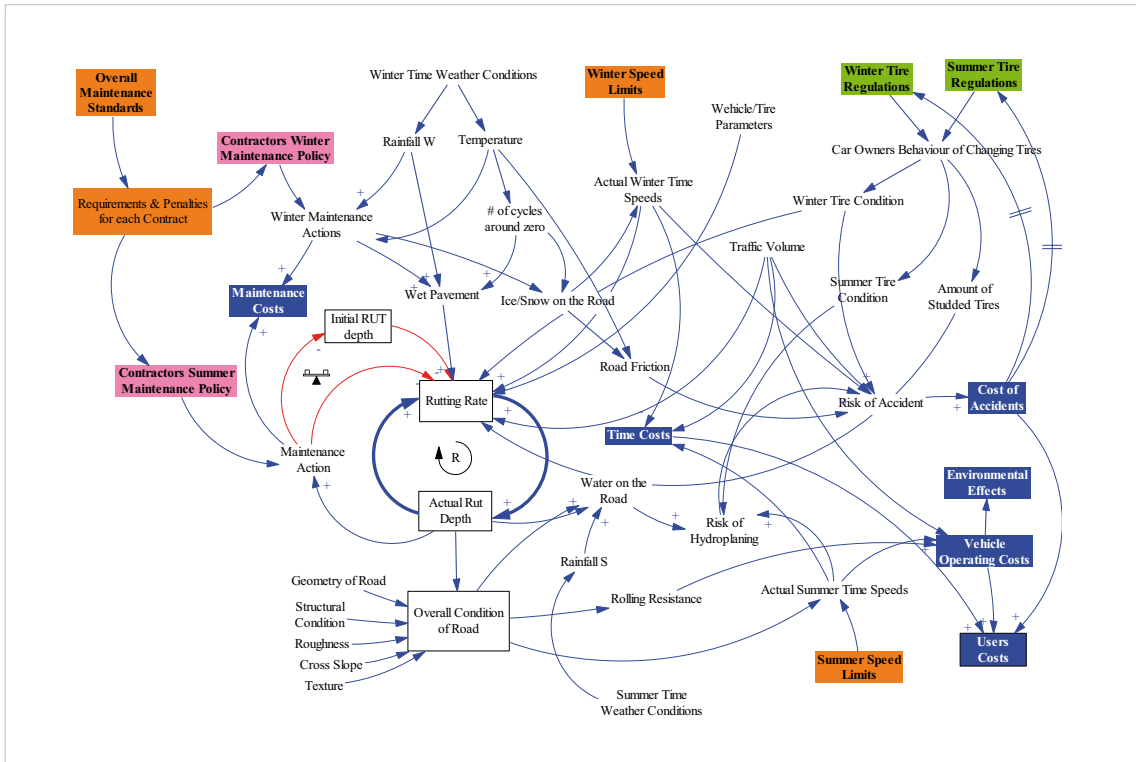 Overall
Maintenance
Standards
Winter Time Weather Conditions
Winter Speed
Limits
Winter Tire
Regulations
Summer Tire
Regulations
Wehicle/Tire
Parameters
Contractors Winter
Maintenance Policy
Rainfall W
Temperature
Car Owners Behaviour of Changing Tires
Requirements & Penalties
for each Contract
Winter Maintenance
Actions
# of cycles
around zero
Actual Winter Time
Speeds
Winter Tire Condition
Traffic Volume
Maintenance
Costs
Wet Pavement
Ice/Snow on the Road
Summer Tire
Condition
Amount of
Studded Tires
Initial RUT
depth
Contractors Summer
Maintenance Policy
Road Friction
Rutting Rate
Risk of Accident
Cost of
Accidents
Time Costs
Maintenance
Action
R
Water on the
Road
Environmental
Effects
Actual Rut
Depth
Risk of
Hydroplaning
Vehicle
Operating Costs
Rainfall S
Geometry of Road
Structural
Condition
Roughness
Cross Slope
Texture
Overall Condition
of Road
Rolling Resistance
Actual Summer Time Speeds
Users
Costs
Summer Speed
Limits
Summer Time
Weather Conditions